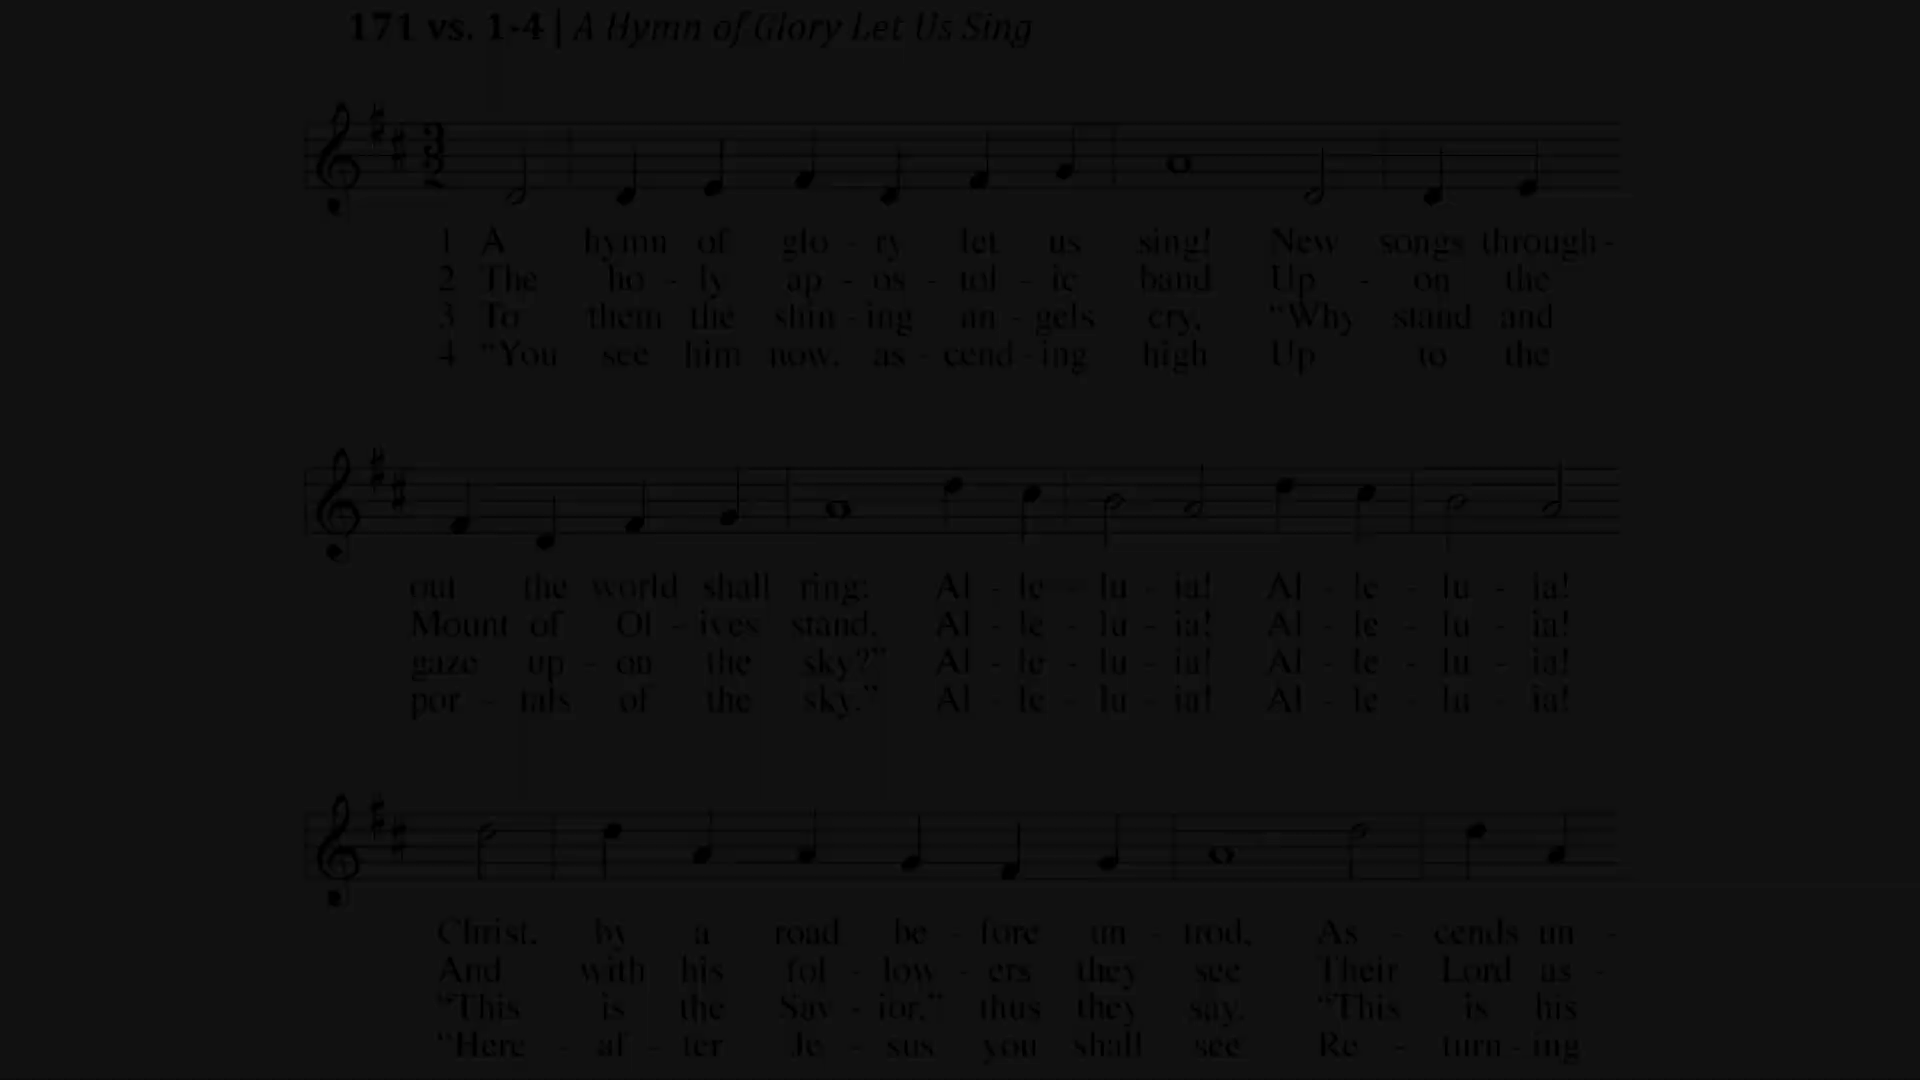 171 vs. 1-4 | A Hymn of Glory Let Us Sing
1 A hymn of glo - ry let us sing! New songs through -
2 The ho - ly ap - os - tol - ic band Up - on the
3 To them the shin - ing an - gels cry, “Why stand and
4 “You see him now, as - cend - ing high Up to the
out the world shall ring: Al - le - lu - ia! Al - le - lu - ia!
Mount of Ol - ives stand, Al - le - lu - ia! Al - le - lu - ia!
gaze up - on the sky?” Al - le - lu - ia! Al - le - lu - ia!
por - tals of the sky.” Al - le - lu - ia! Al - le - lu - ia!
Christ, by a road be - fore un - trod, As - cends un -
And with his fol - low - ers they see Their Lord as -
“This is the Sav - ior,” thus they say, “This is his
“Here - af - ter Je - sus you shall see Re - turn - ing